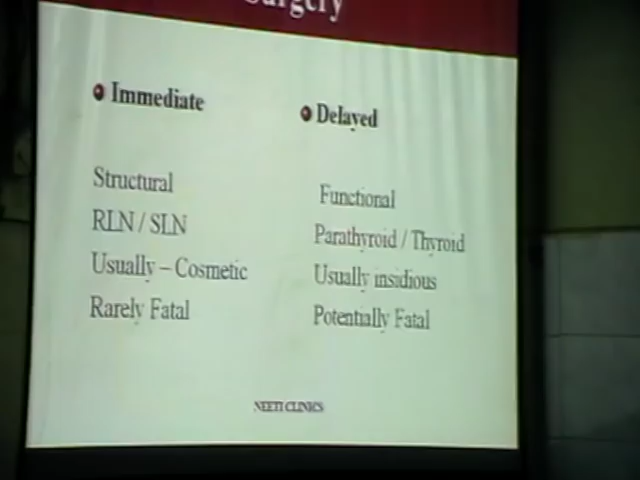 Surgery
Immediate
Delayed
Structural
Functional
RLN / SLN
Parathyroid / Thyroid
Usually – Cosmetic
Usually insidious
Rarely Fatal
Potentially Fatal
NEETI CLINICS